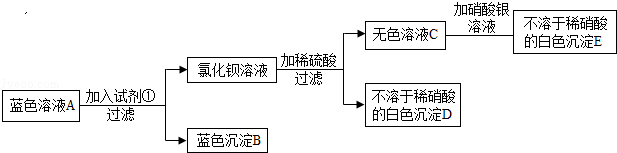 蓝色溶液A
加入试剂①
过滤
氯化钡溶液
蓝色沉淀B
加稀硫酸
过滤
无色溶液C
不溶于稀硝酸
的白色沉淀D
加硝酸银
溶液
不溶于稀硝酸
的白色沉淀E